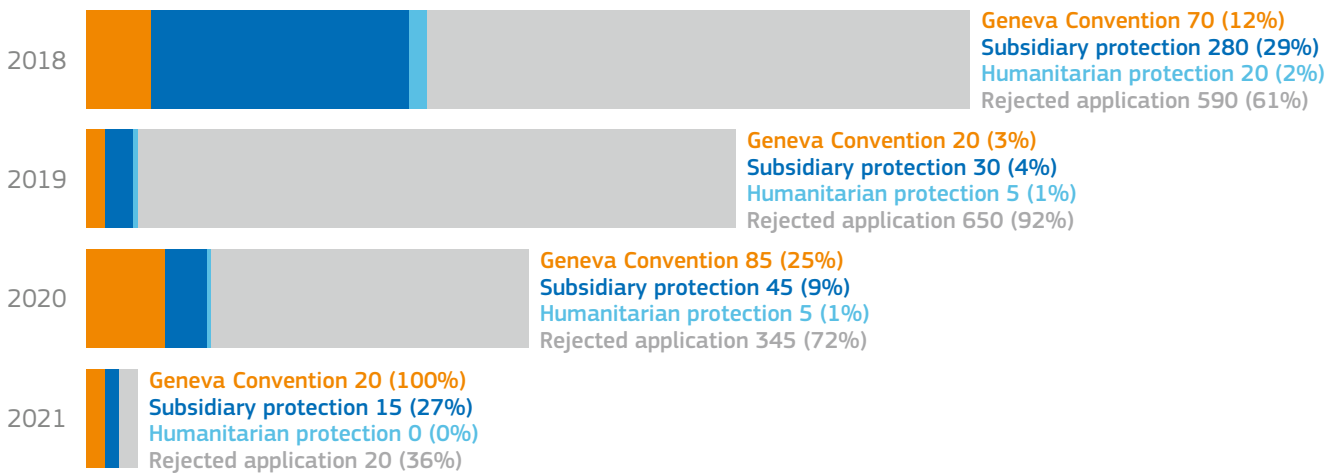 2018
Geneva Convention 70 (12%)
Subsidiary protection 280 (29%)
Humanitarian protection 20 (2%)
Rejected application 590 (61%)
2019
Geneva Convention 20 (3%)
Subsidiary protection 30 (4%)
Humanitarian protection 5 (1%)
Rejected application 650 (92%)
2020
Geneva Convention 85 (25%)
Subsidiary protection 45 (9%)
Humanitarian protection 5 (1%)
Rejected application 345 (72%)
2021
Geneva Convention 20 (100%)
Subsidiary protection 15 (27%)
Humanitarian protection 0 (0%)
Rejected application 20 (36%)